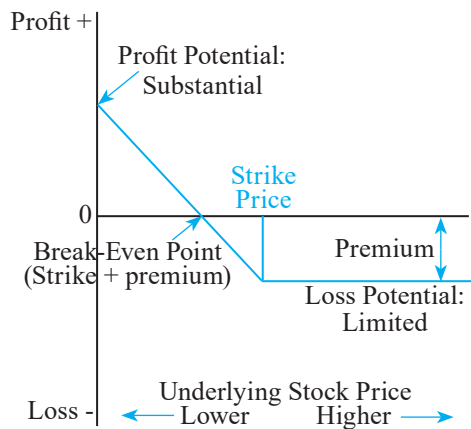 Profit +
Profit Potential:
Substantial
Strike
Price
0
Break-Even Point
(Strike + premium)
Premium
Loss Potential:
Limited
Underlying Stock Price
Loss -
Lower
Higher